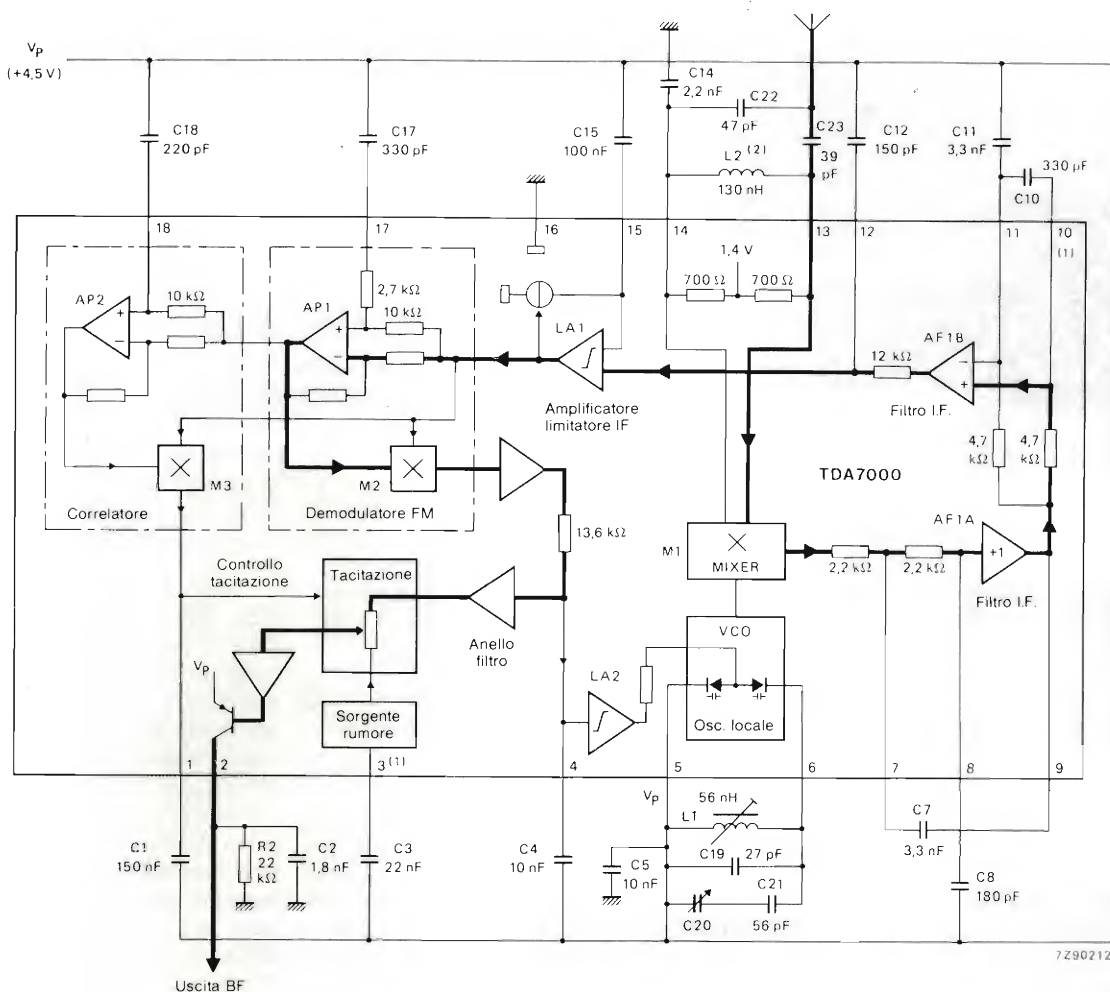 VP
(+4,5 V)
C18
220 pF
C17
330 pF
C15
100 nF
C14
2,2 nF
C22
47 pF
L2 (2)
130 nH
C23
39
pF
C12
150 pF
C11
3,3 nF
330 pF
C10
18
17
16
15
14
13
12
11
10
(1)
AP2
10 kΩ
+
−
AP1
2,7 kΩ
10 kΩ
+
−
LA1
Amplificatore
limitatore IF
1,4 V
700 Ω
700 Ω
12 kΩ
AF1B
−
+
Filtro I.F.
4,7
kΩ
4,7
kΩ
TDA7000
M3
Correlatore
M2
Demodulatore FM
13,6 kΩ
M1
MIXER
2,2 kΩ
2,2 kΩ
AF1A
+1
Filtro I.F.
Controllo
tacitazione
Tacitazione
Anello
filtro
VP
Sorgente
rumore
LA2
VCO
Osc. locale
1
2
3 (1)
4
5
6
7
8
9
VP
C1
150 nF
R2
22
kΩ
C2
1,8 nF
C3
22 nF
C4
10 nF
C5
10 nF
56 nH
L1
C19
27 pF
C20
C21
56 pF
C7
3,3 nF
C8
180 pF
7Z90212
Uscita BF